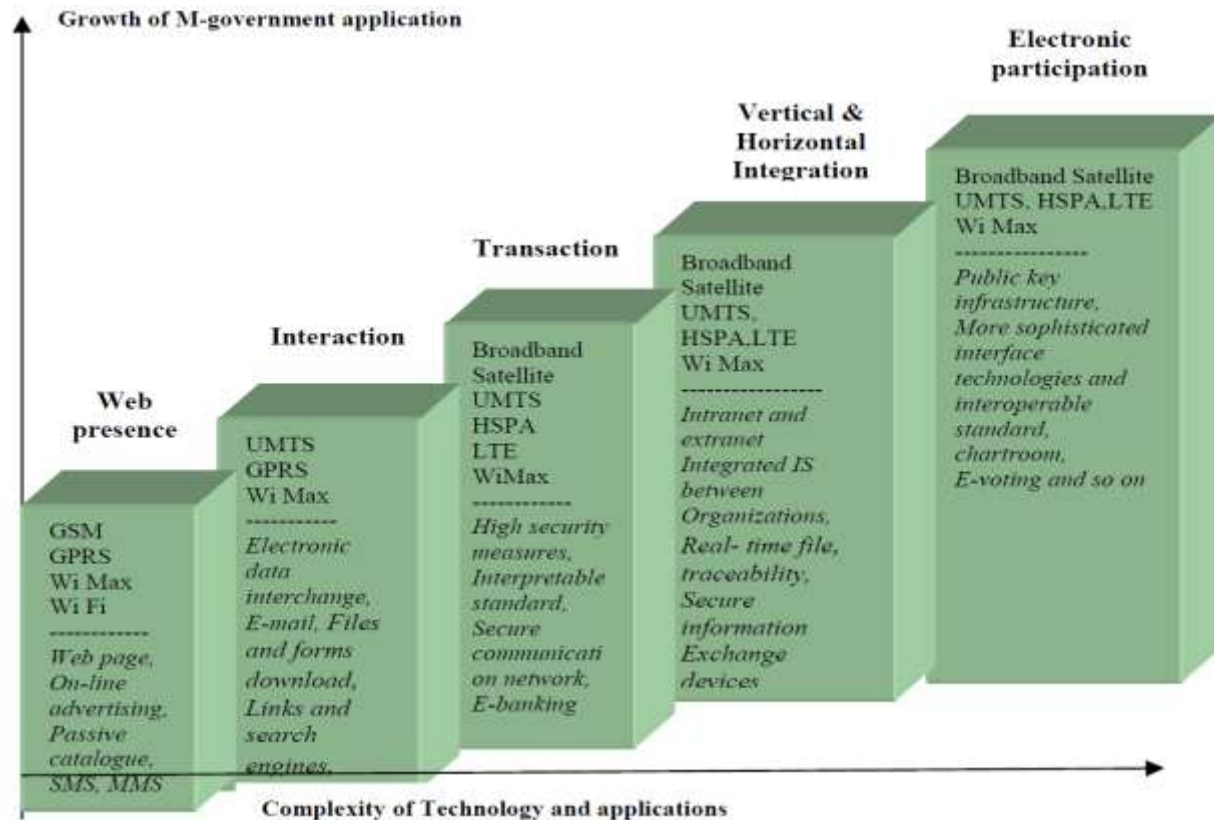 Growth of M-government application
Electronic
participation
Vertical &
Horizontal
Integration
Transaction
Interaction
Web
presence
GSM
GPRS
Wi Max
Wi Fi
------------
Web page,
On-line
advertising,
Passive
catalogue,
SMS, MMS
UMTS
GPRS
Wi Max
-----------
Electronic
data
interchange,
E-mail, Files
and forms
download,
Links and
search
engines,
Broadband
Satellite
UMTS
HSPA
LTE
WiMax
------------
High security
measures,
Interpretable
standard,
Secure
communicati
on network,
E-banking
Broadband
Satellite
UMTS,
HSPA,LTE
Wi Max
-----------------
Intranet and
extranet
Integrated IS
between
Organizations,
Real- time file,
traceability,
Secure
information
Exchange
devices
Broadband Satellite
UMTS, HSPA,LTE
Wi Max
----------------
Public key
infrastructure,
More sophisticated
interface
technologies and
interoperable
standard,
chartroom,
E-voting and so on
Complexity of Technology and applications